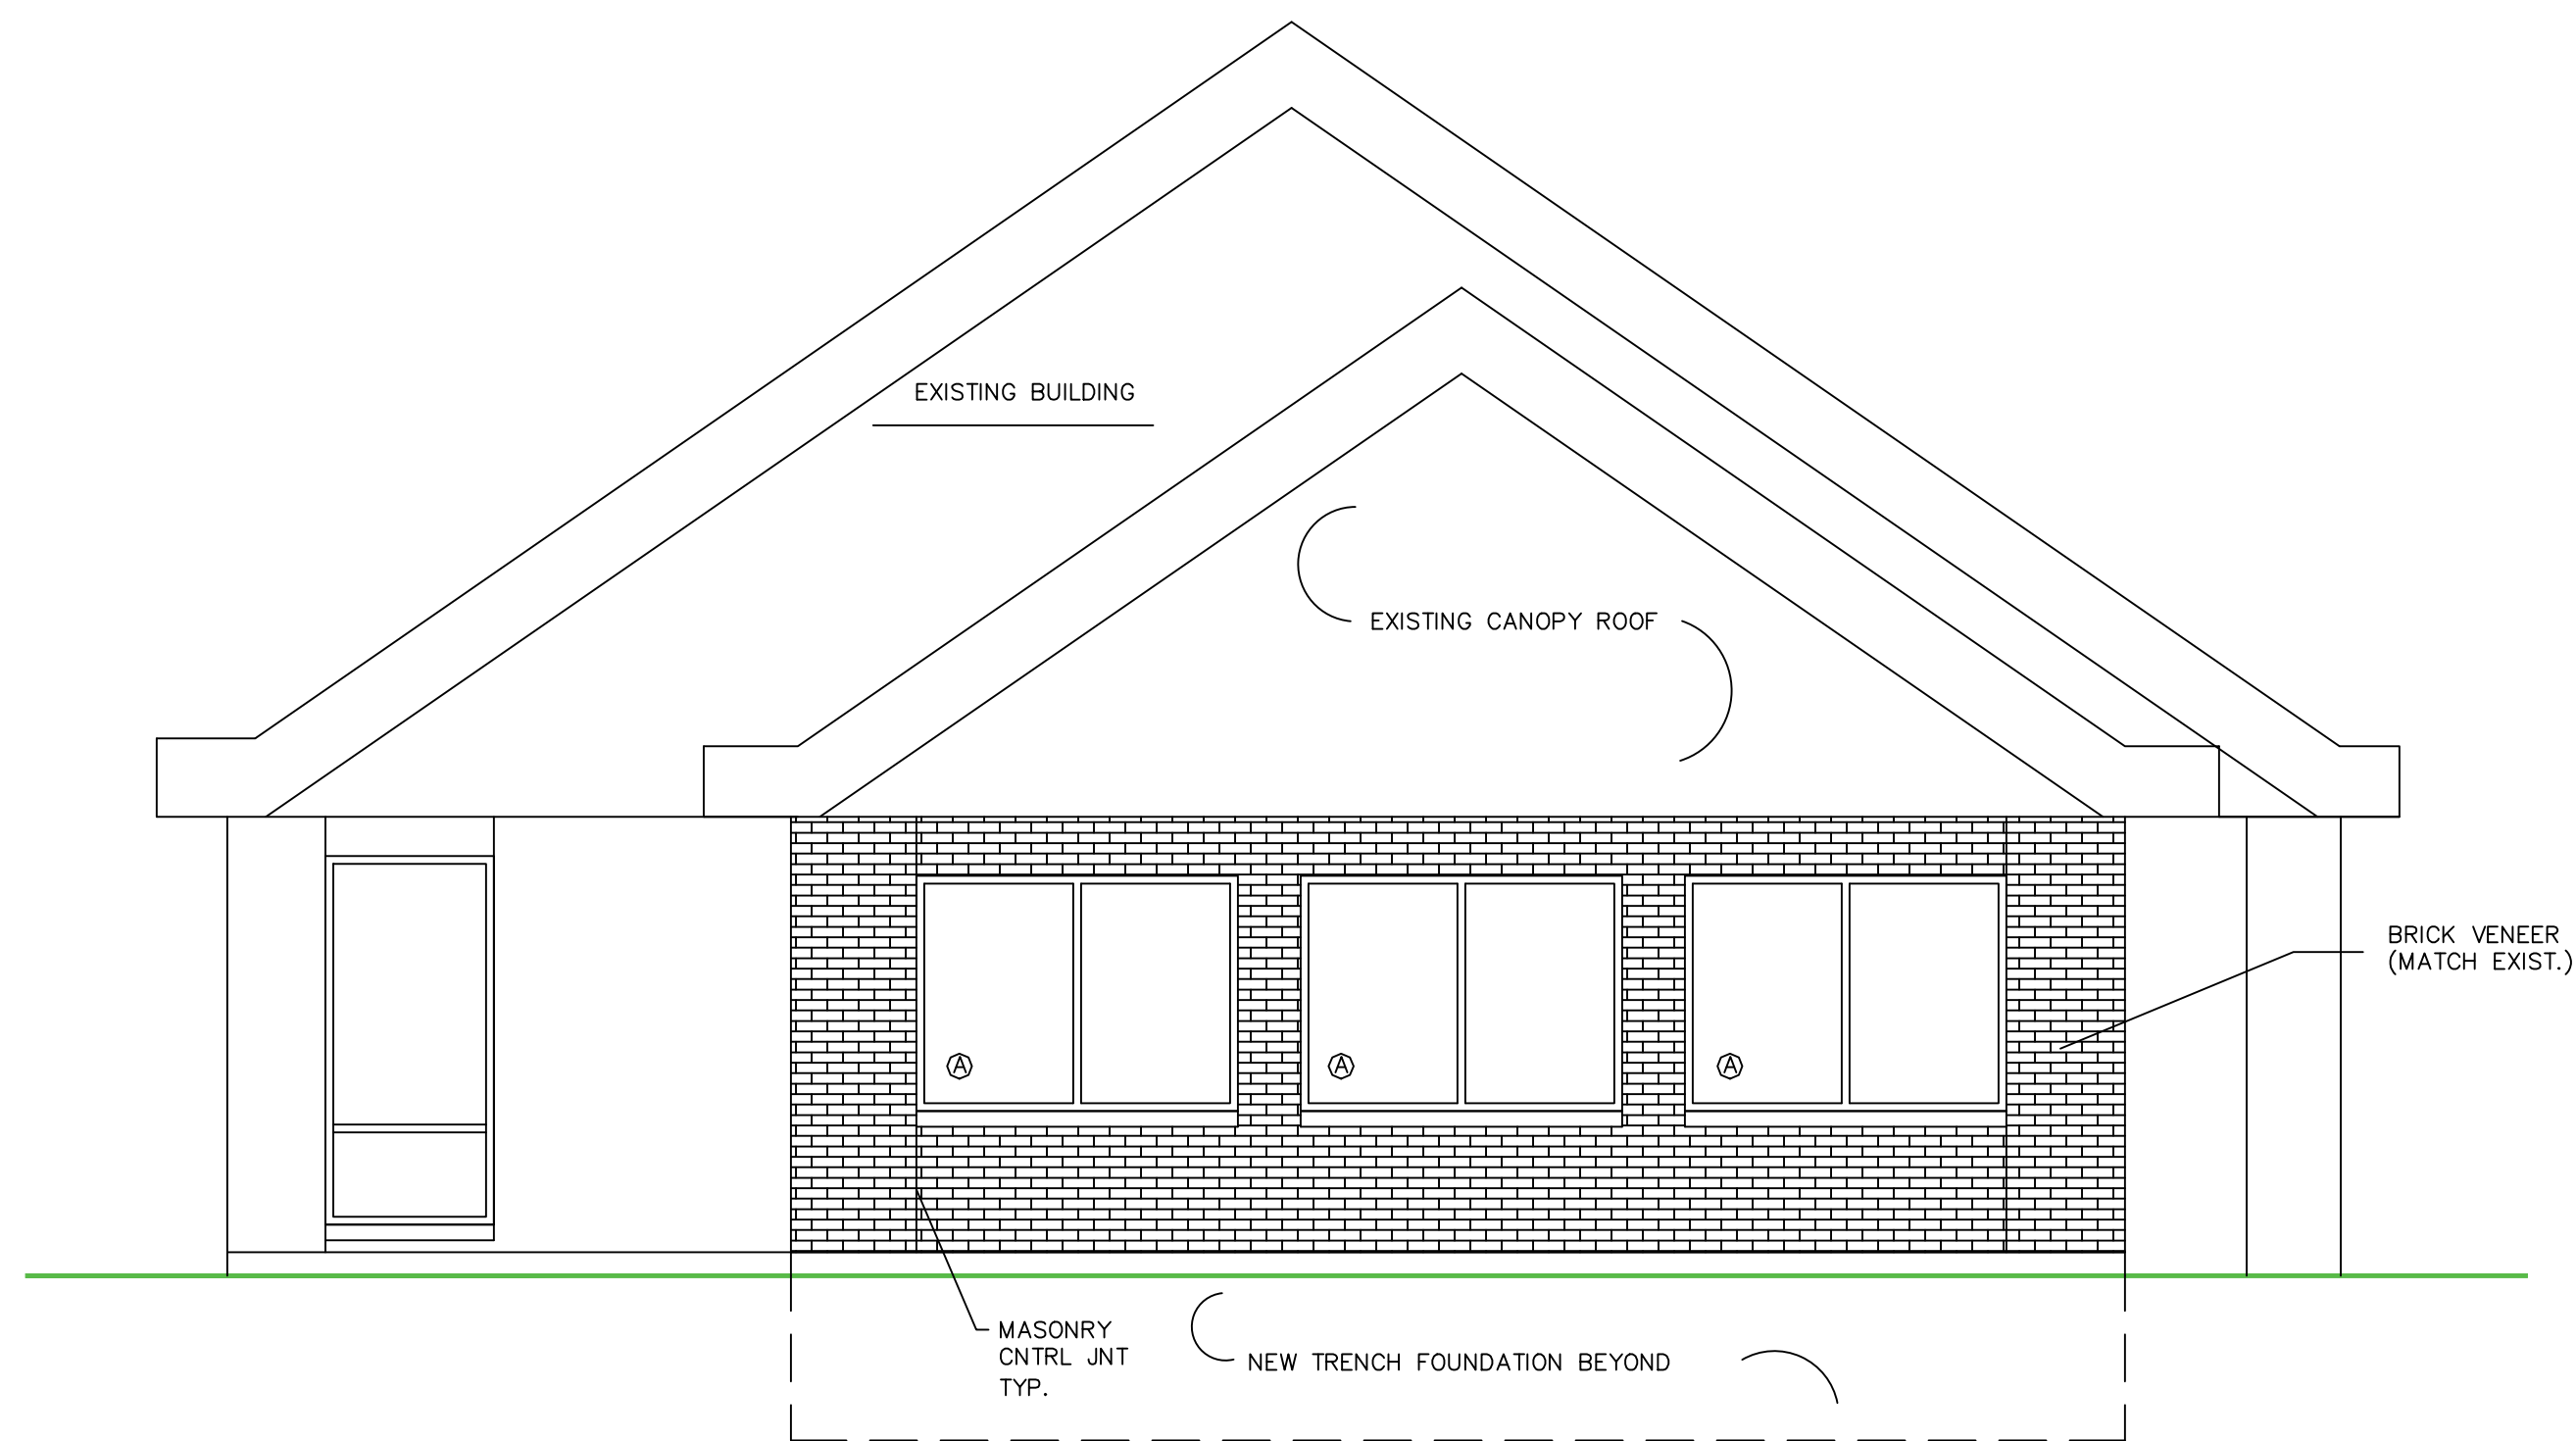 EXISTING BUILDING
EXISTING CANOPY ROOF
BRICK VENEER
(MATCH EXIST.)
A
A
A
MASONRY
CNTRL JNT
TYP.
NEW TRENCH FOUNDATION BEYOND